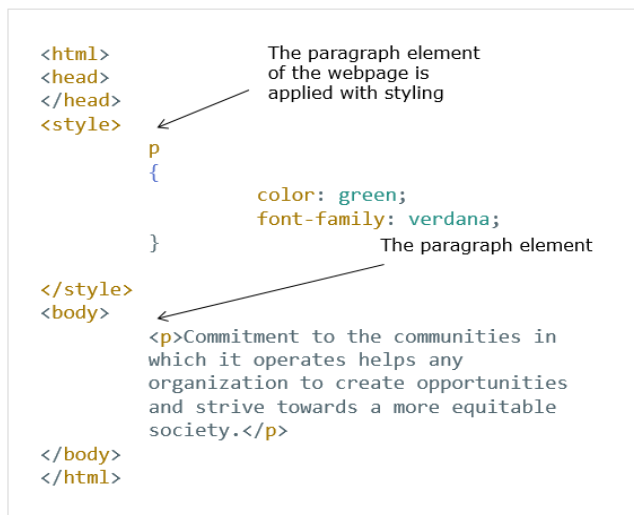 <html>
<head>
</head>
<style>
The paragraph element
of the webpage is
applied with styling
p
{
color: green;
font-family: verdana;
}
The paragraph element
</style>
<body>
<p>Commitment to the communities in
which it operates helps any
organization to create opportunities
and strive towards a more equitable
society.</p>
</body>
</html>